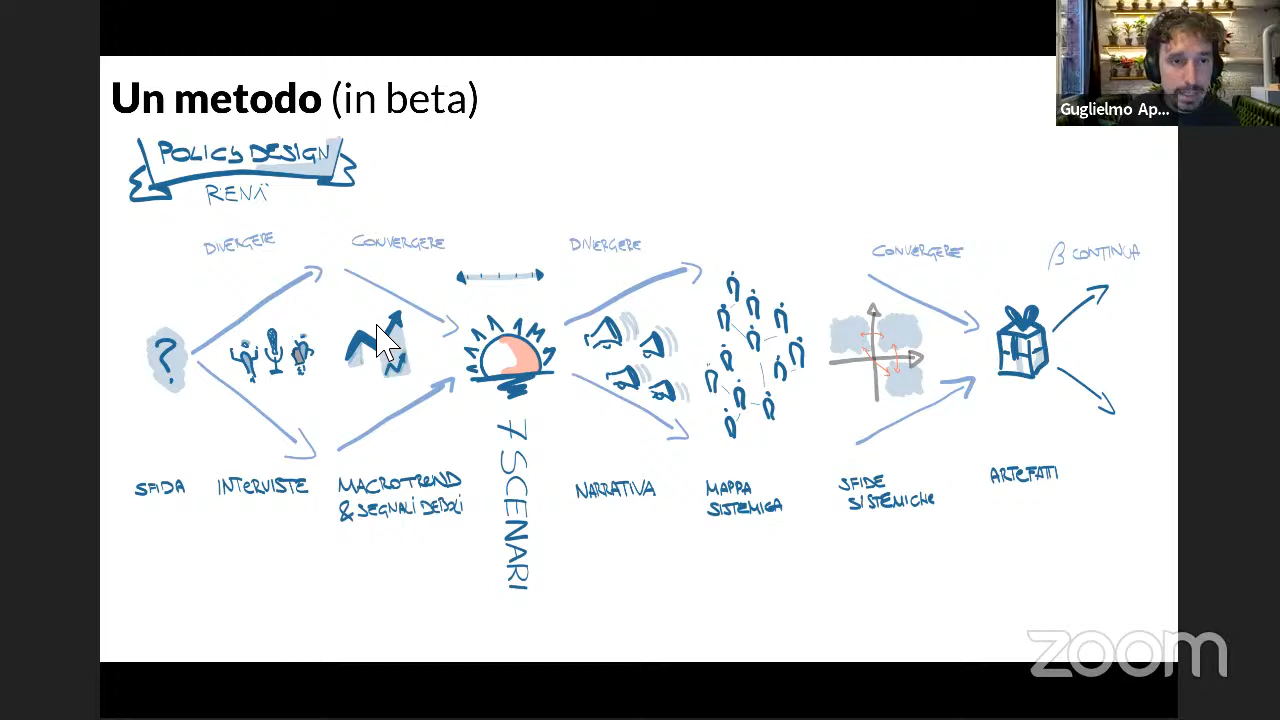 Un metodo (in beta)
Guglielmo Ap...
POLICY DESIGN
RENA
DIVERGERE
CONVERGERE
DIVERGERE
CONVERGERE
β CONTINUA
?
7 SCENARI
SFIDA
INTERVISTE
MACROTREND
& SEGNALI DEBOLI
NARRATIVA
MAPPA
SISTEMICA
SFIDE
SISTEMICHE
ARTEFATTI
zoom